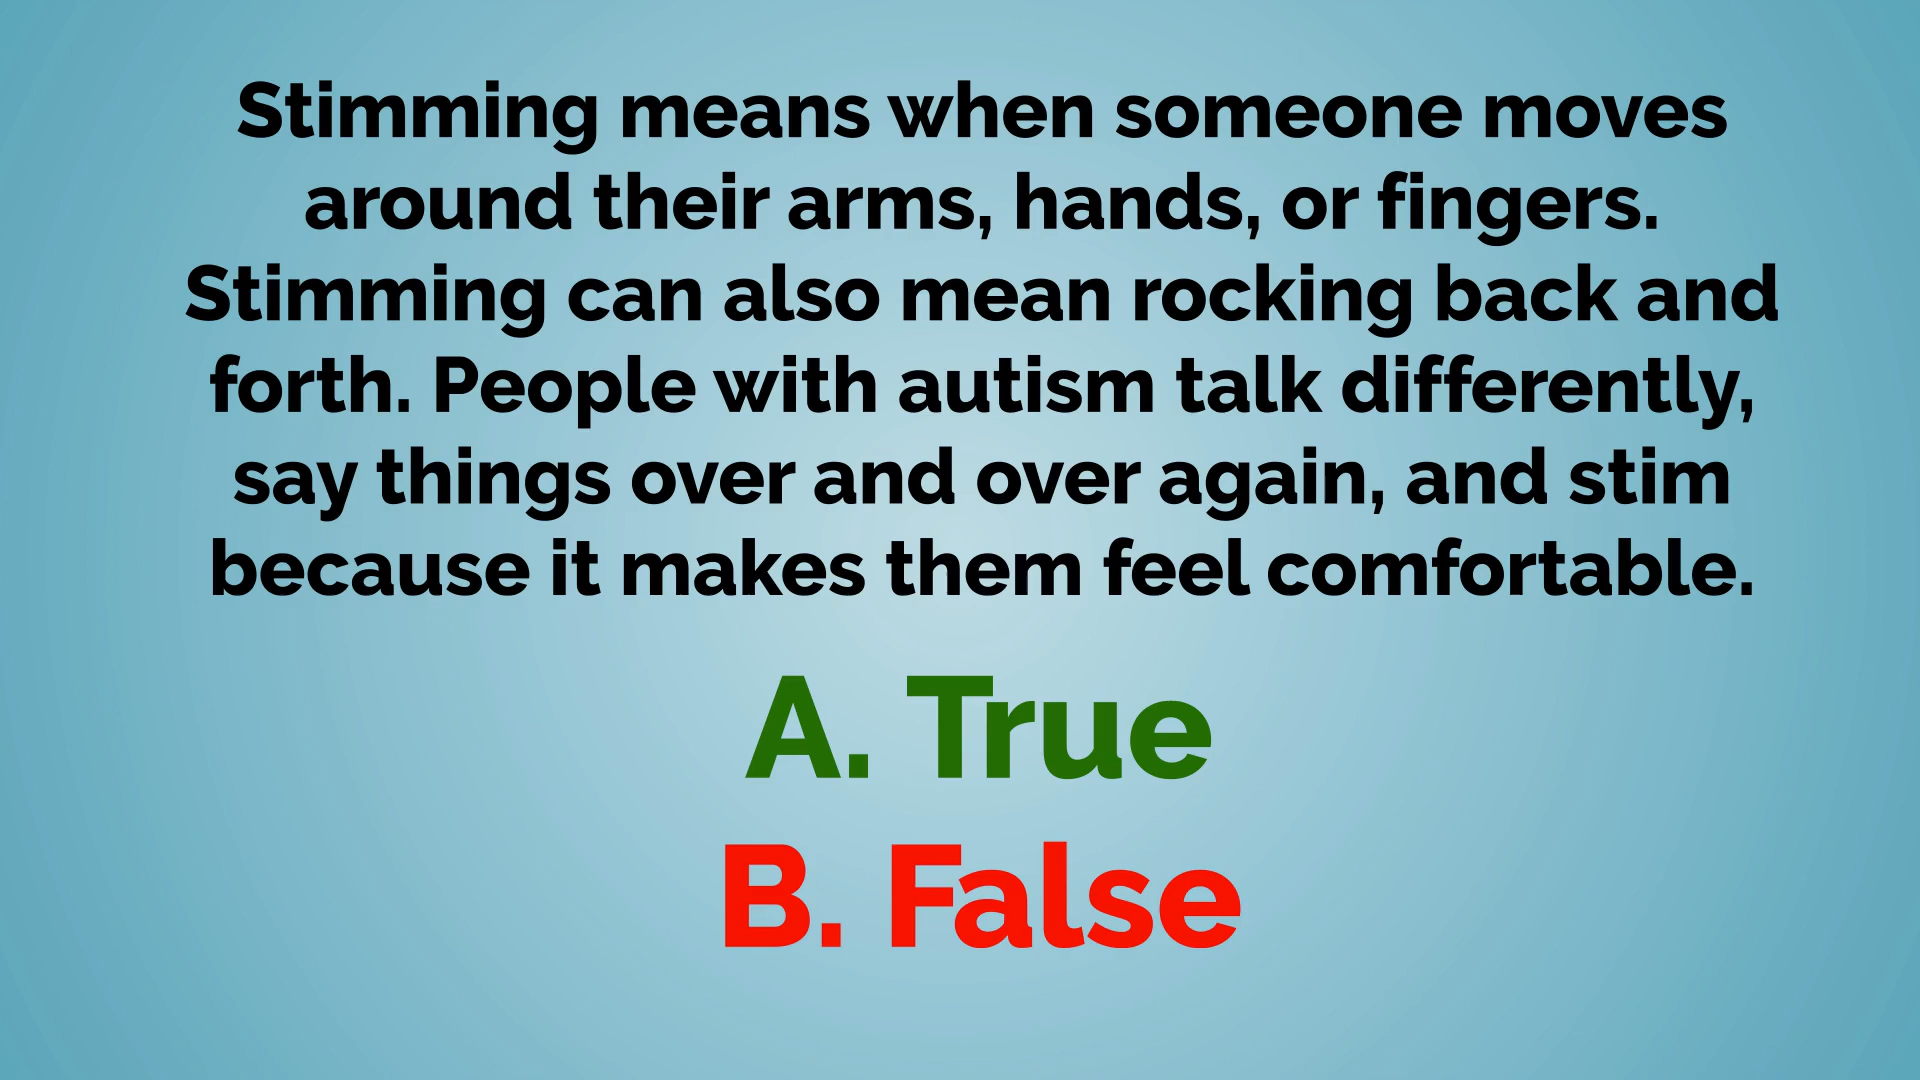 Stimming means when someone moves
around their arms, hands, or fingers.
Stimming can also mean rocking back and
forth. People with autism talk differently,
say things over and over again, and stim
because it makes them feel comfortable.
A. True
B. False